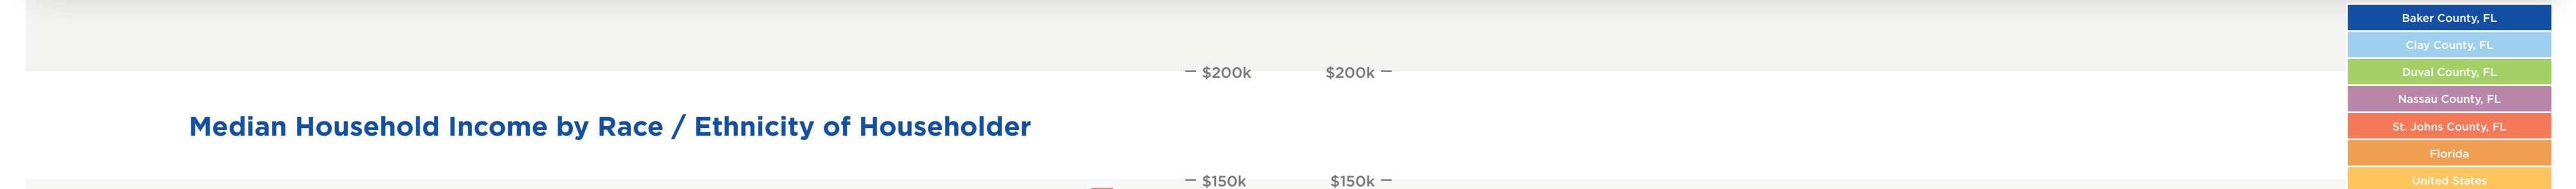 Baker County, FL
Clay County, FL
$200k $200k
Duval County, FL
Nassau County, FL
Median Household Income by Race / Ethnicity of Householder
St. Johns County, FL
Florida
$150k $150k
United States